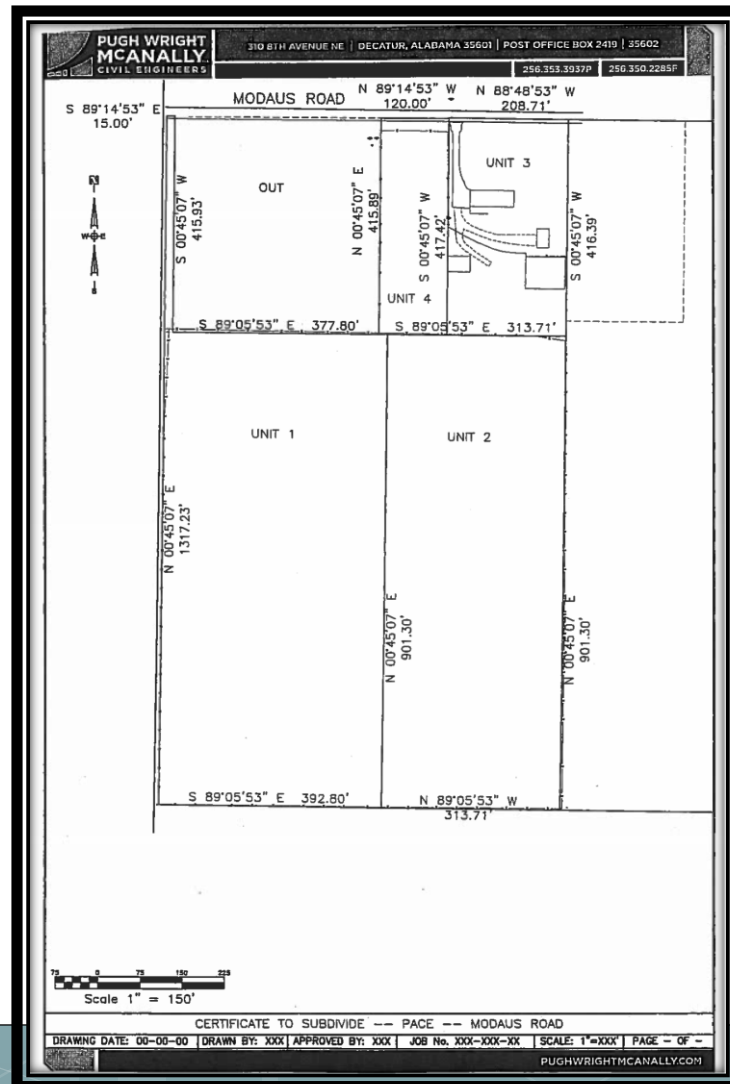 PUGH WRIGHT
MCANALLY
CIVIL ENGINEERS
310 8TH AVENUE NE | DECATUR, ALABAMA 35601 | POST OFFICE BOX 2419 | 35602
256.353.3937P | 256.350.2285F
S 89°14'53" E
15.00'
MODAUS ROAD
N 89°14'53" W
120.00'
N 88°48'53" W
208.71'
N
W E
S
S 00°45'07" W
415.93'
OUT
N 00°45'07" E
415.89'
UNIT 4
S 00°45'07" W
417.42'
UNIT 3
S 00°45'07" W
416.39'
S 89°05'53" E 377.80'
S 89°05'53" E 313.71'
UNIT 1
UNIT 2
N 00°45'07" E
1317.23'
N 00°45'07" E
901.30'
N 00°45'07" E
901.30'
S 89°05'53" E 392.80'
N 89°05'53" W
313.71'
75 0 75 150 225
Scale 1" = 150'
CERTIFICATE TO SUBDIVIDE -- PACE -- MODAUS ROAD
DRAWING DATE: 00-00-00 | DRAWN BY: XXX | APPROVED BY: XXX | JOB No. XXX-XXX-XX | SCALE: 1"=XXX' | PAGE - OF -
PUGHWRIGHTMCANALLY.COM